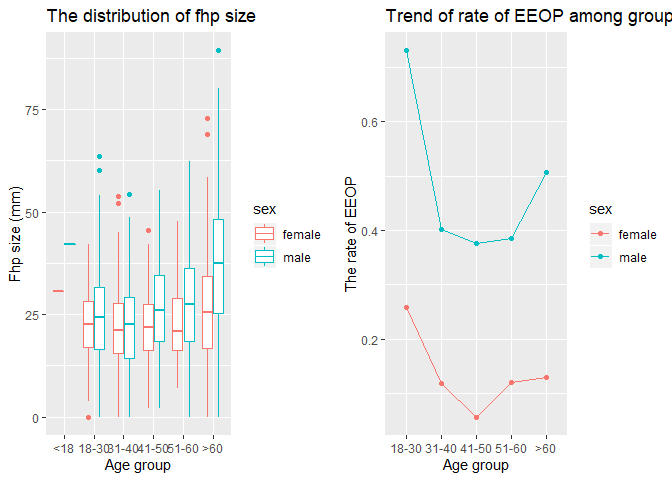 The distribution of fhp size
Fhp size (mm)
75
50
25
0
<18 18-30 31-40 41-50 51-60 >60
Age group
sex
female
male
Trend of rate of EEOP among group
The rate of EEOP
0.6
0.4
0.2
18-30 31-40 41-50 51-60 >60
Age group
sex
female
male